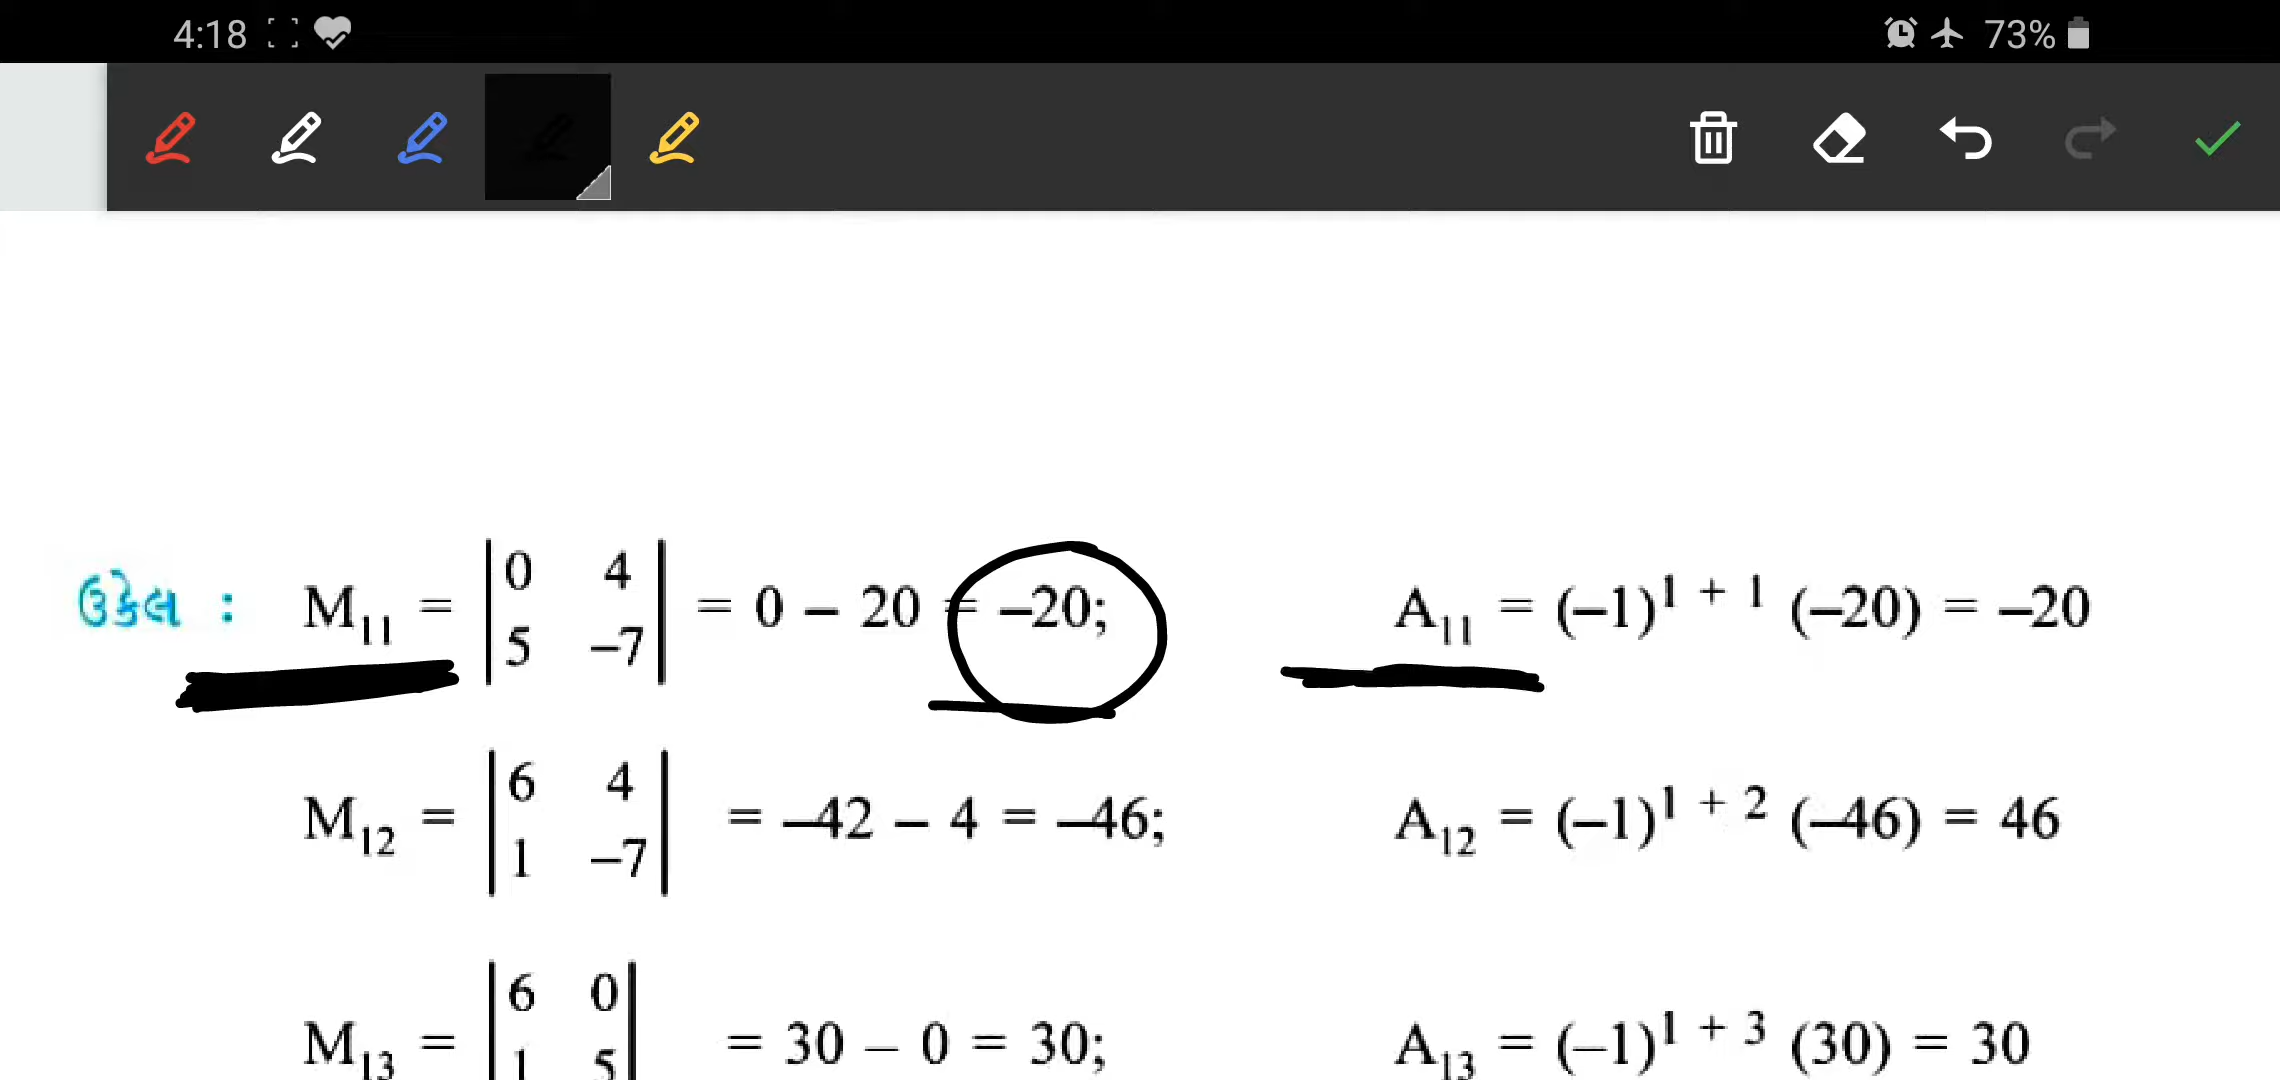 4:18 73%
ઉકેલ : M₁₁ = |0 4; 5 –7| = 0 – 20 = –20; A₁₁ = (–1)¹ ⁺ ¹ (–20) = –20
M₁₂ = |6 4; 1 –7| = –42 – 4 = –46; A₁₂ = (–1)¹ ⁺ ² (–46) = 46
M₁₃ = |6 0; 1 5| = 30 – 0 = 30; A₁₃ = (–1)¹ ⁺ ³ (30) = 30